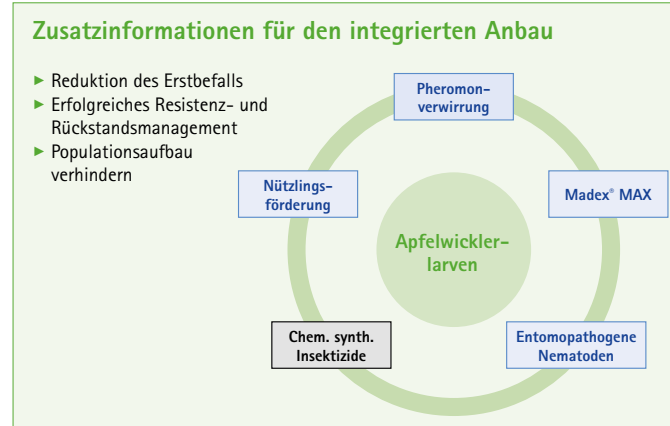 Zusatzinformationen für den integrierten Anbau
► Reduktion des Erstbefalls
► Erfolgreiches Resistenz- und
Rückstandsmanagement
► Populationsaufbau
verhindern
Pheromon-
verwirrung
Nützlings-
förderung
Madex® MAX
Apfelwickler-
larven
Chem. synth.
Insektizide
Entomopathogene
Nematoden